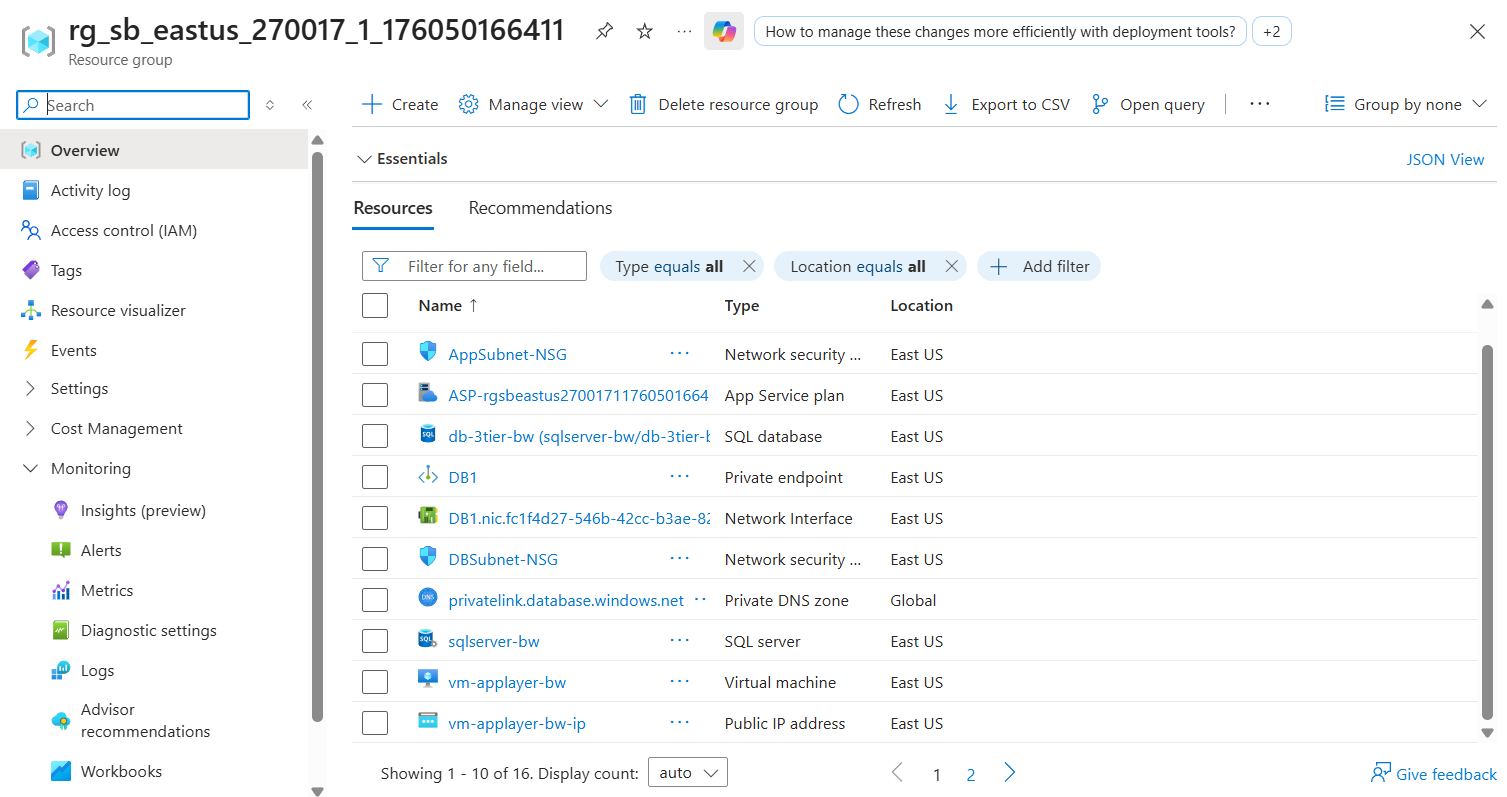 rg_sb_eastus_270017_1_176050166411
Resource group
How to manage these changes more efficiently with deployment tools?
+2
Search
Create
Manage view
Delete resource group
Refresh
Export to CSV
Open query
Group by none
Overview
Activity log
Access control (IAM)
Tags
Resource visualizer
Events
Settings
Cost Management
Monitoring
Insights (preview)
Alerts
Metrics
Diagnostic settings
Logs
Advisor
recommendations
Workbooks
Essentials
JSON View
Resources Recommendations
Filter for any field...
Type equals all
Location equals all
Add filter
Name ↑ Type Location
AppSubnet-NSG ... Network security ... East US
ASP-rgsbeastus27001711760501664 App Service plan East US
SQL db-3tier-bw (sqlserver-bw/db-3tier-b SQL database East US
DB1 ... Private endpoint East US
DB1.nic.fc1f4d27-546b-42cc-b3ae-82 Network Interface East US
DBSubnet-NSG ... Network security ... East US
DNS privatelink.database.windows.net Private DNS zone Global
SQL sqlserver-bw ... SQL server East US
vm-applayer-bw ... Virtual machine East US
vm-applayer-bw-ip ... Public IP address East US
Showing 1 - 10 of 16. Display count: auto
1 2
Give feedback